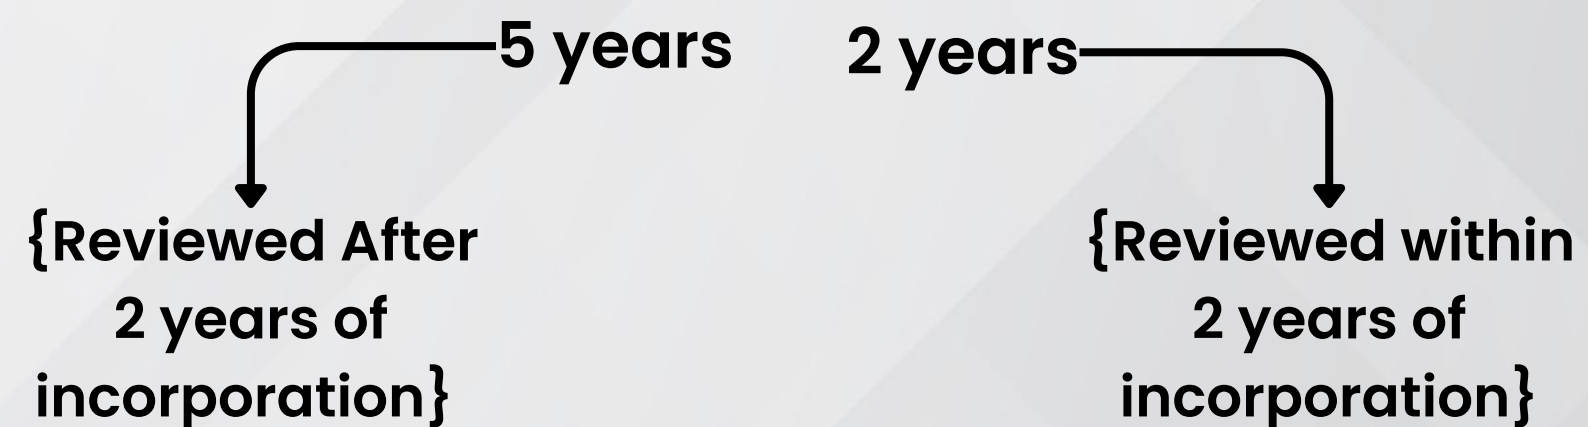 5 years
{Reviewed After
2 years of
incorporation}
2 years
{Reviewed within
2 years of
incorporation}